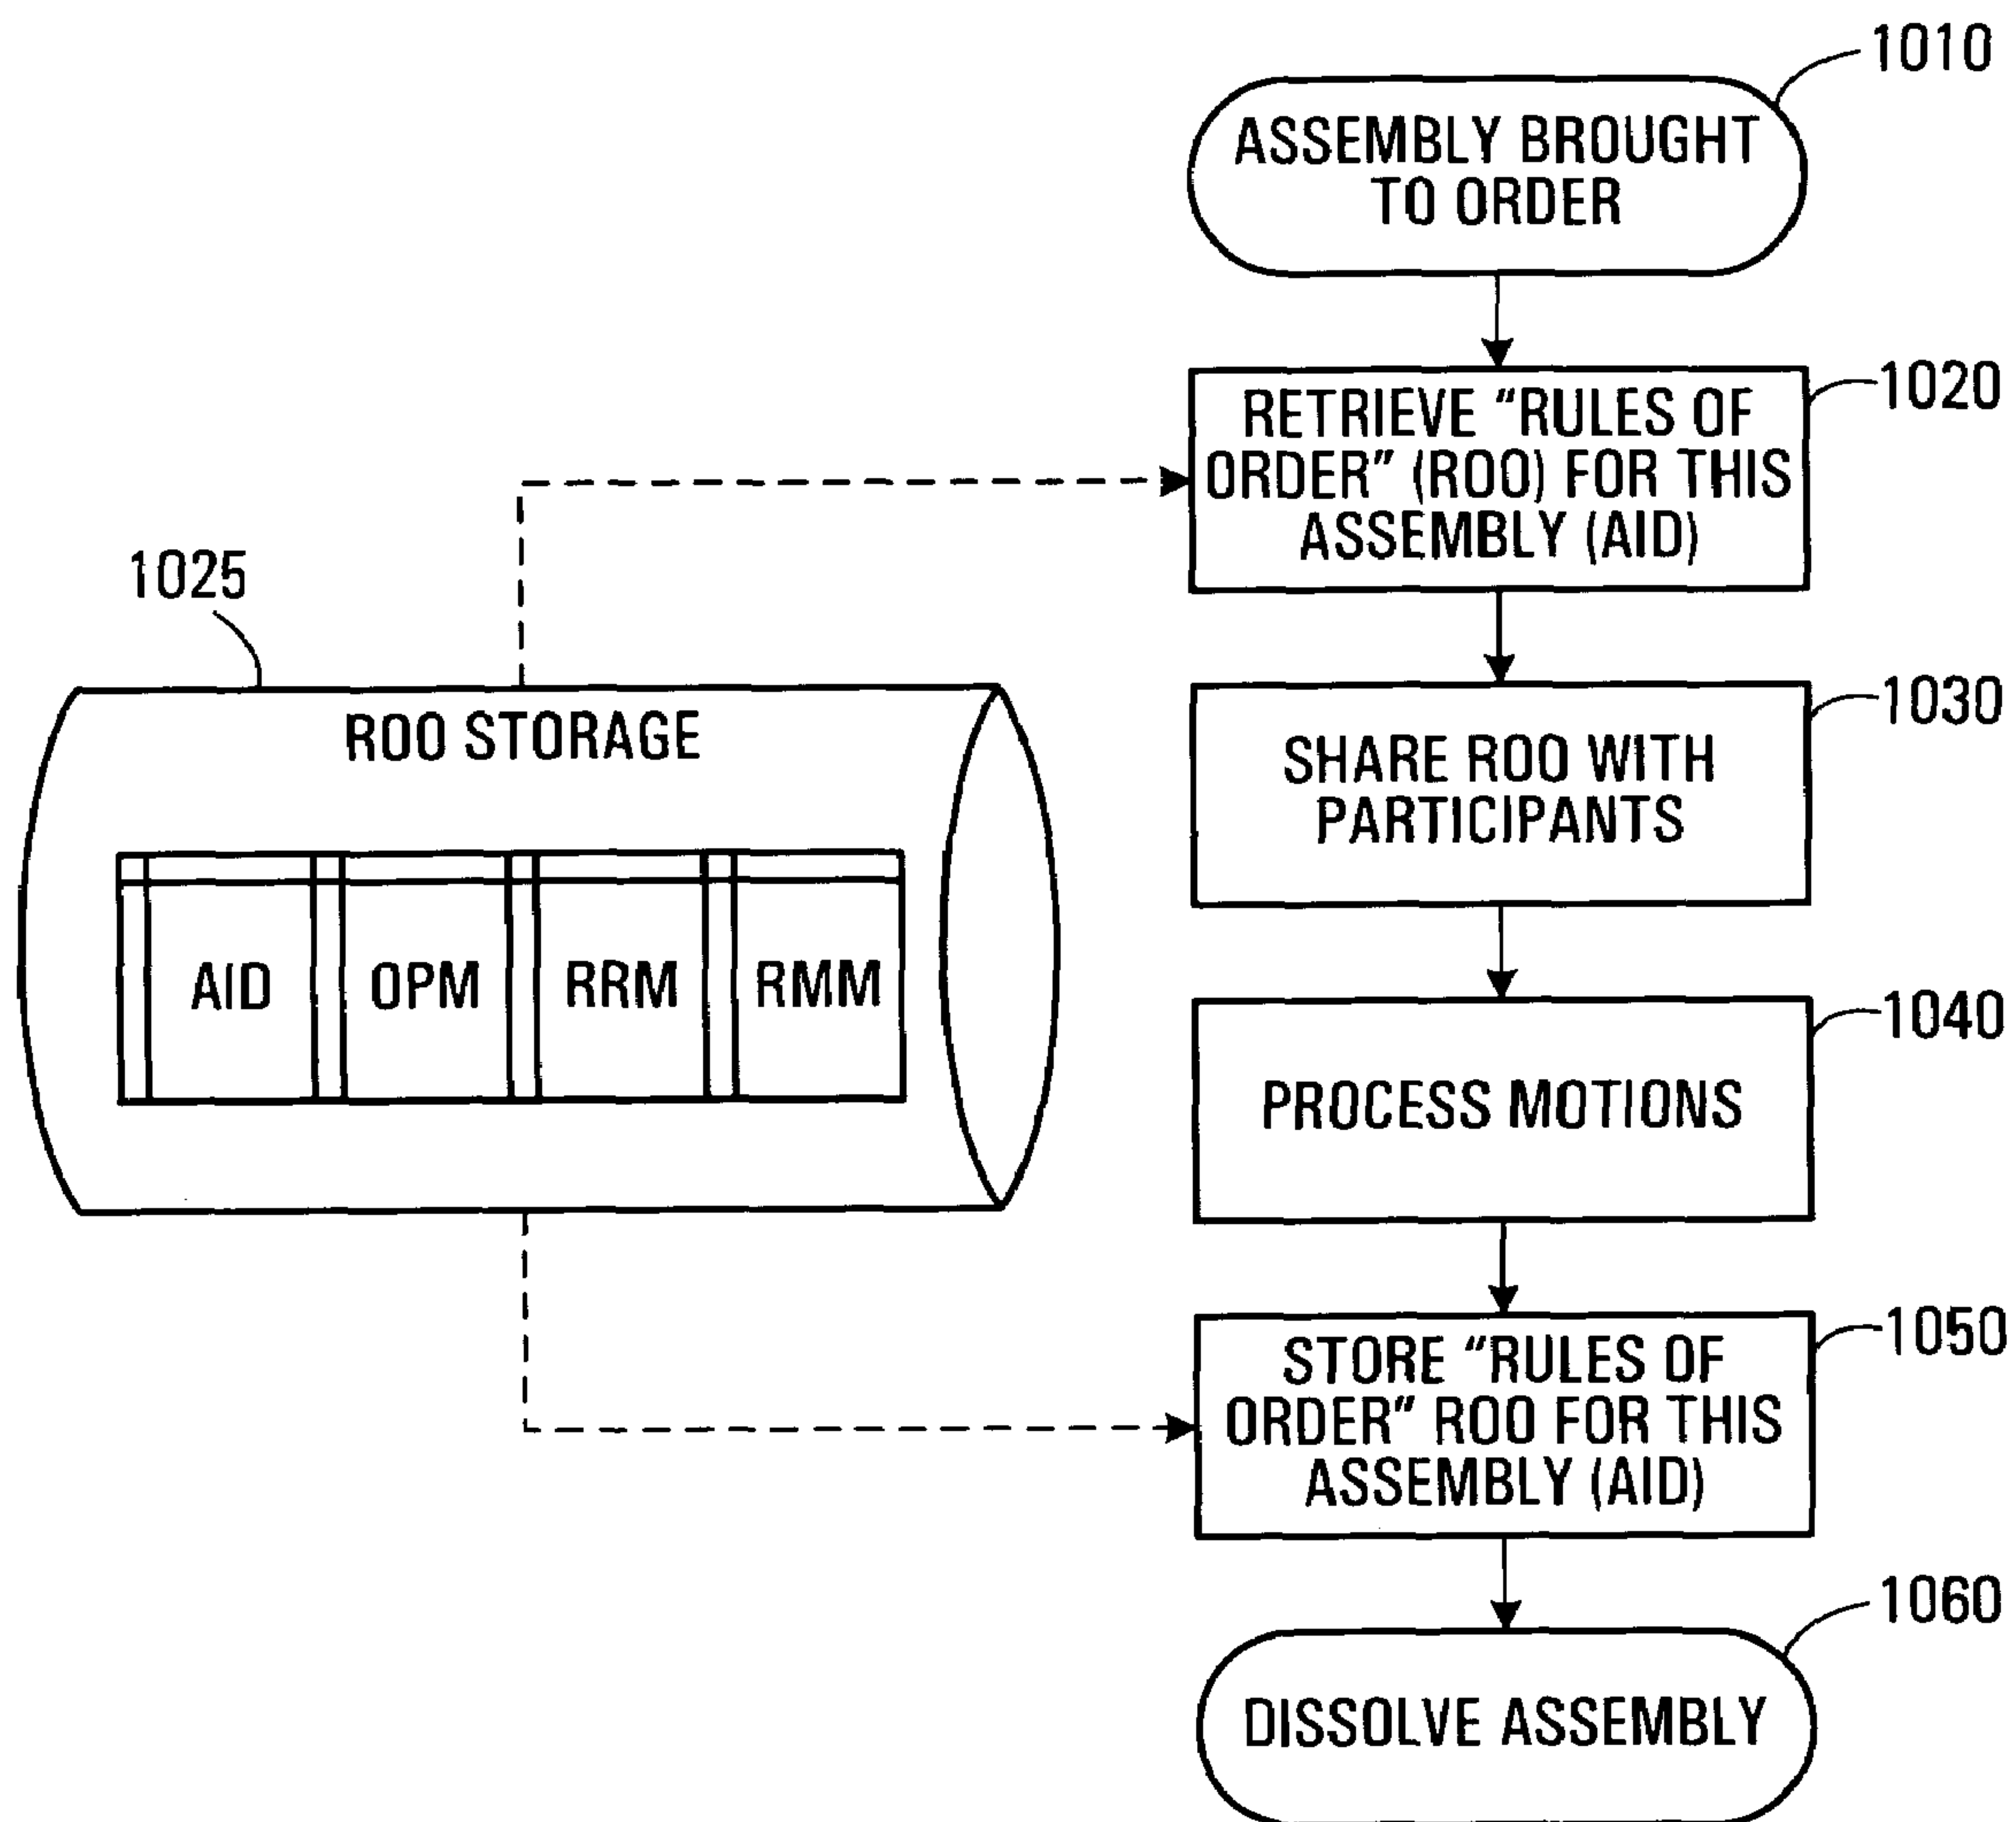 1010
ASSEMBLY BROUGHT
TO ORDER
1020
RETRIEVE "RULES OF
ORDER" (ROO) FOR THIS
ASSEMBLY (AID)
1025
ROO STORAGE
AID OPM RRM RMM
1030
SHARE ROO WITH
PARTICIPANTS
1040
PROCESS MOTIONS
1050
STORE "RULES OF
ORDER" ROO FOR THIS
ASSEMBLY (AID)
1060
DISSOLVE ASSEMBLY